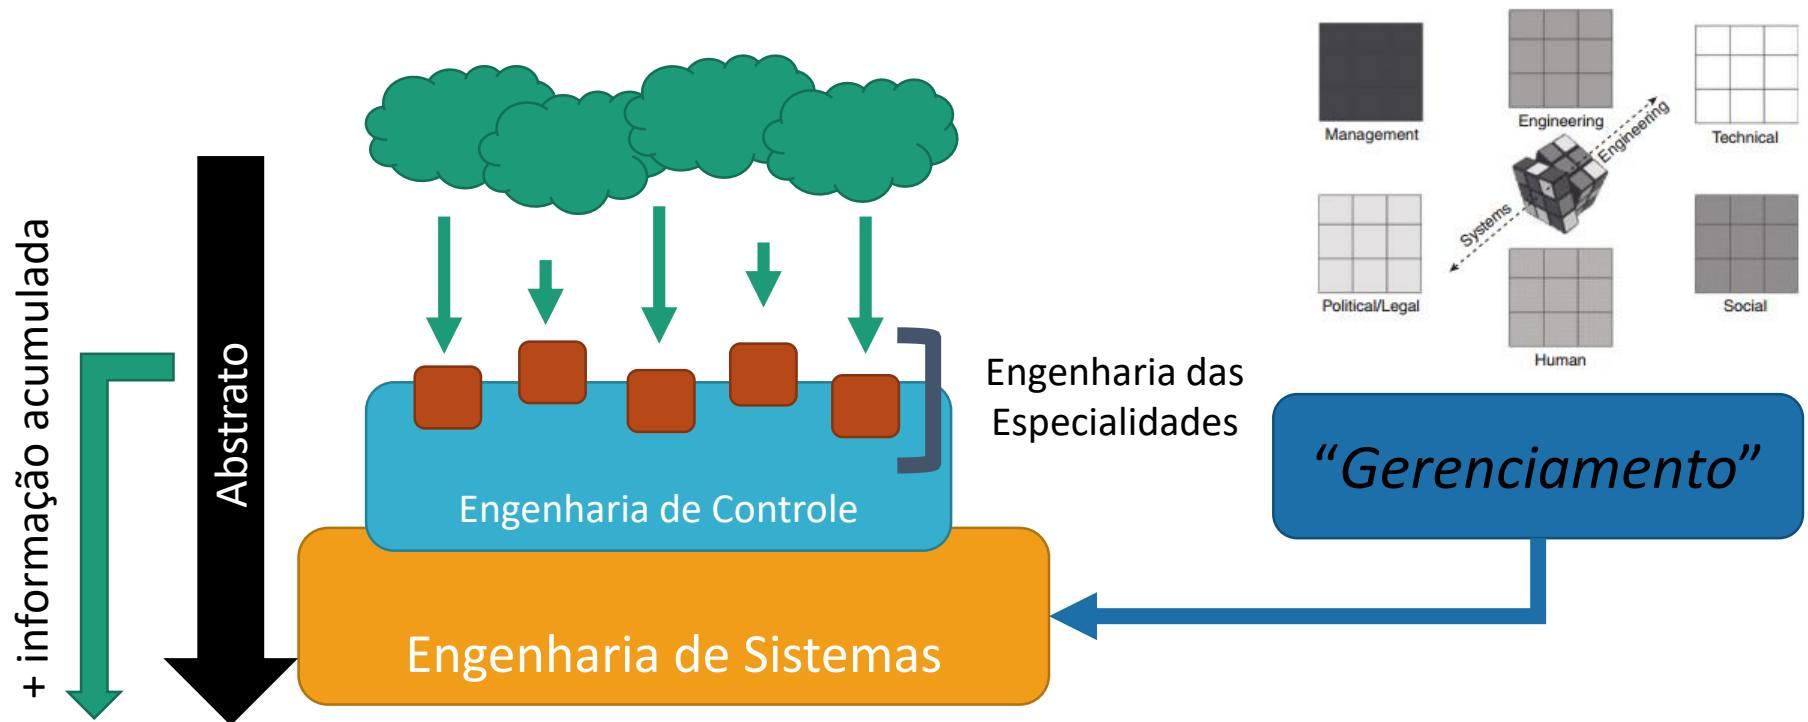 + informação acumulada
Abstrato
Engenharia das
Especialidades
Engenharia de Controle
Engenharia de Sistemas
Management
Engineering
Technical
Engineering
Systems
Political/Legal
Human
Social
“Gerenciamento”